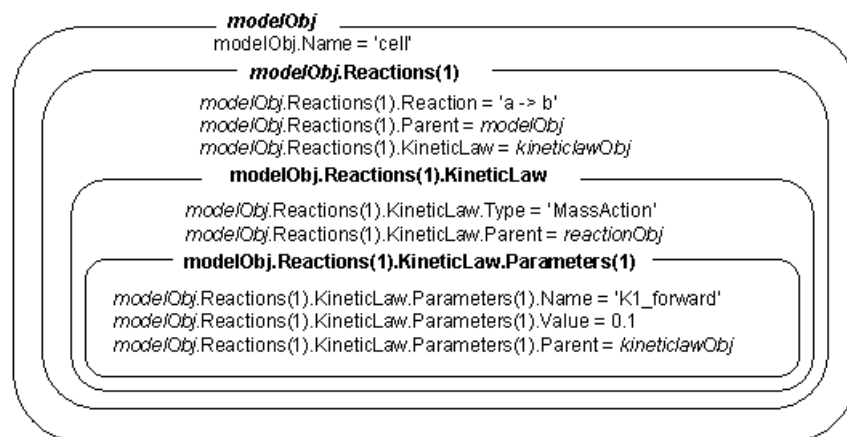 modelObj
modelObj.Name = 'cell'
modelObj.Reactions(1)
modelObj.Reactions(1).Reaction = 'a -> b'
modelObj.Reactions(1).Parent = modelObj
modelObj.Reactions(1).KineticLaw = kineticlawObj
modelObj.Reactions(1).KineticLaw
modelObj.Reactions(1).KineticLaw.Type = 'MassAction'
modelObj.Reactions(1).KineticLaw.Parent = reactionObj
modelObj.Reactions(1).KineticLaw.Parameters(1)
modelObj.Reactions(1).KineticLaw.Parameters(1).Name = 'K1_forward'
modelObj.Reactions(1).KineticLaw.Parameters(1).Value = 0.1
modelObj.Reactions(1).KineticLaw.Parameters(1).Parent = kineticlawObj